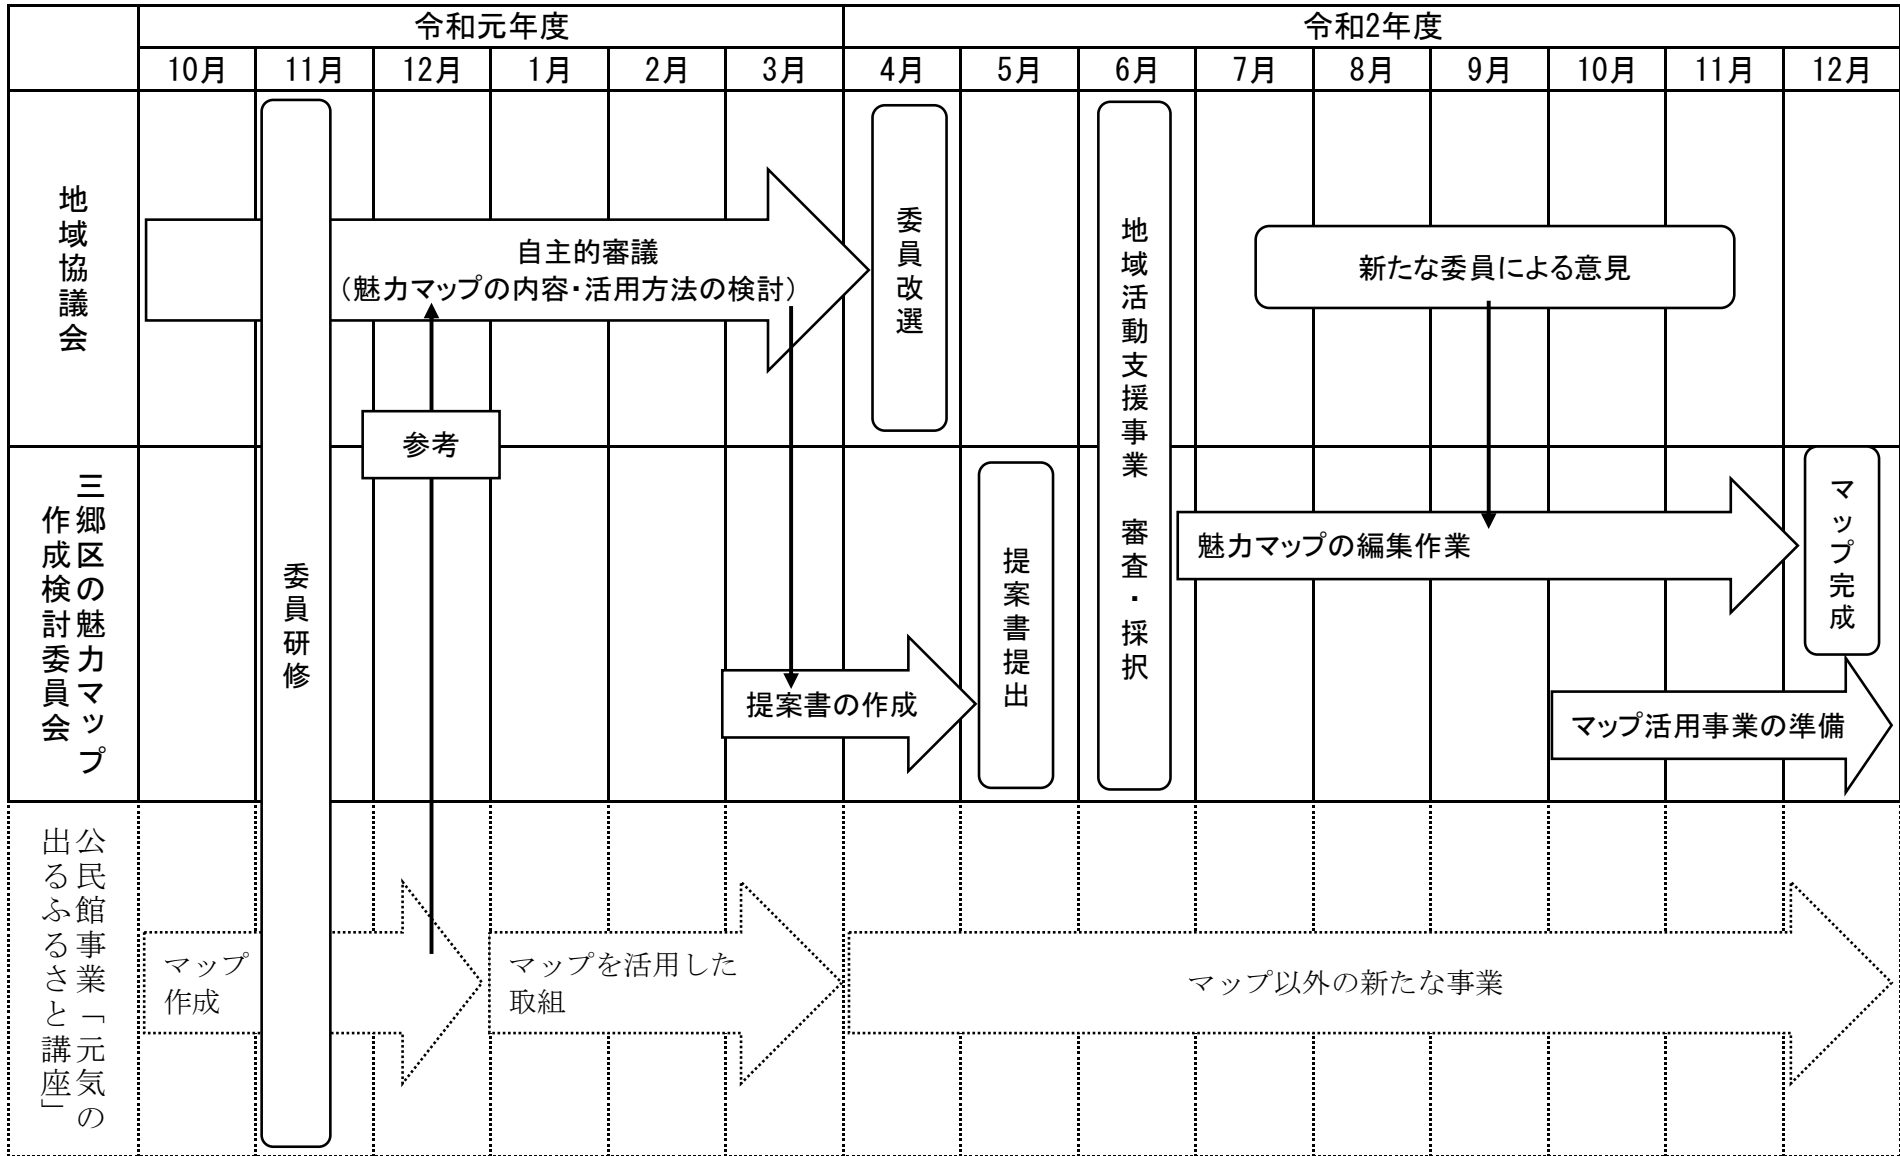 令和元年度
令和2年度
10月
11月
12月
1月
2月
3月
4月
5月
6月
7月
8月
9月
10月
11月
12月
地域協議会
委員研修
自主的審議
（魅力マップの内容・活用方法の検討）
委員改選
地域活動支援事業　審査・採択
新たな委員による意見
参考
三郷区の魅力マップ
作成検討委員会
提案書の作成
提案書提出
魅力マップの編集作業
マップ完成
マップ活用事業の準備
公民館事業「元気の
出るふるさと講座」
マップ
作成
マップを活用した
取組
マップ以外の新たな事業